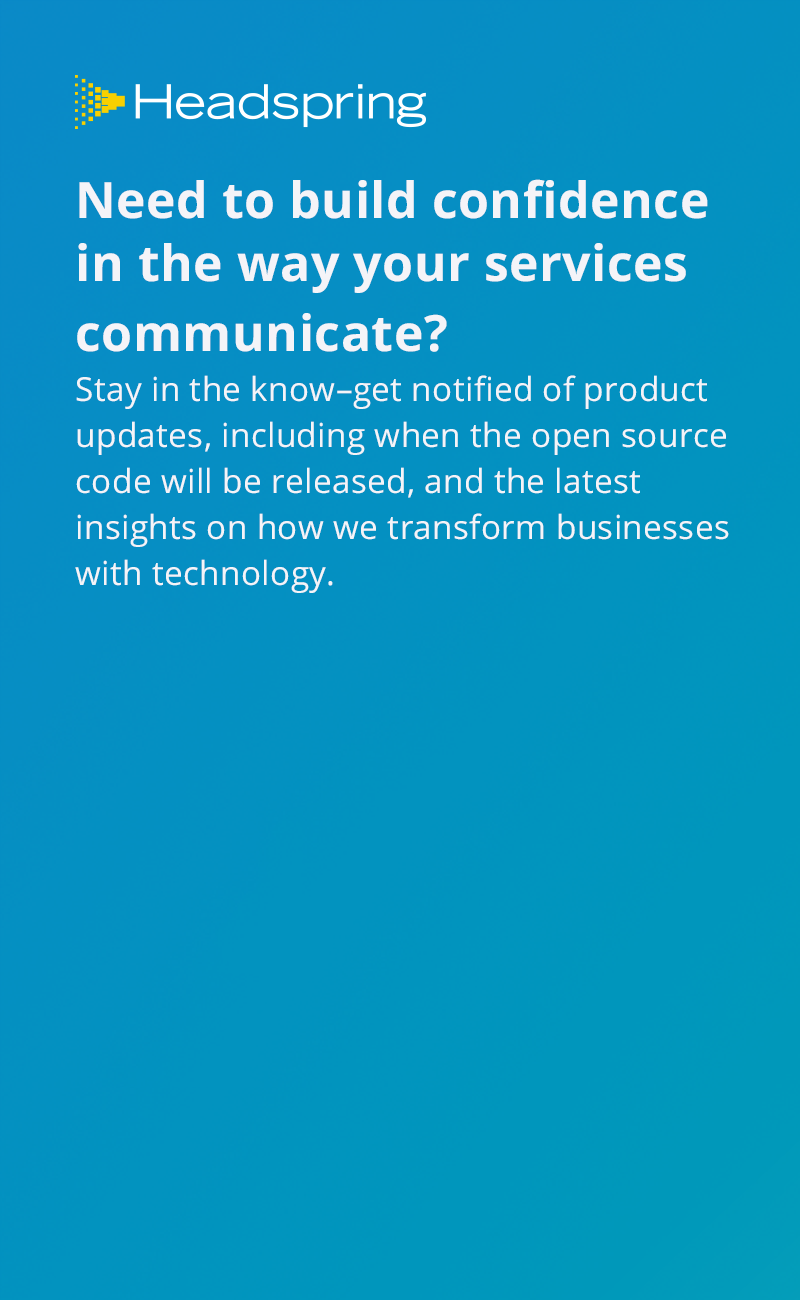 Headspring
Need to build confidence
in the way your services
communicate?
Stay in the know–get notified of product
updates, including when the open source
code will be released, and the latest
insights on how we transform businesses
with technology.